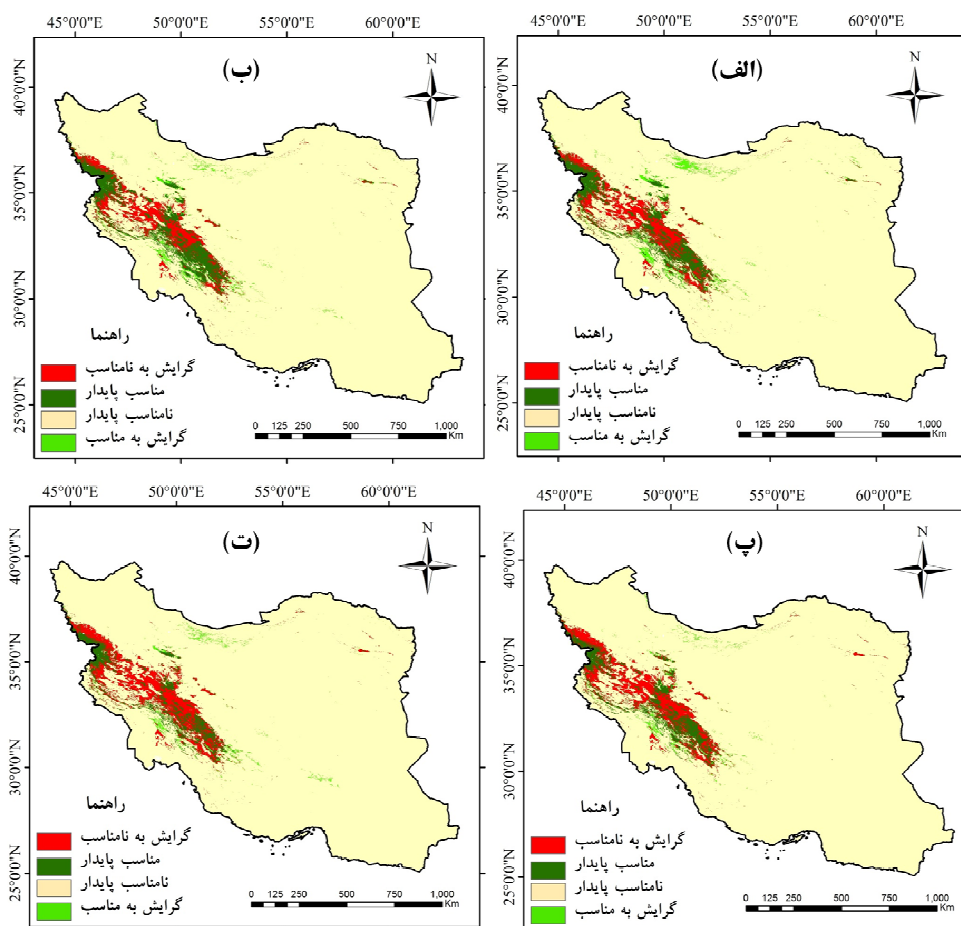 45°0'0"E 50°0'0"E 55°0'0"E 60°0'0"E
(الف)
N
40°0'0"N
35°0'0"N
30°0'0"N
25°0'0"N
راهنما
گرایش به نامناسب
مناسب پایدار
نامناسب پایدار
گرایش به مناسب
0 125 250 500 750 1,000
Km
45°0'0"E 50°0'0"E 55°0'0"E 60°0'0"E
(ب)
N
40°0'0"N
35°0'0"N
30°0'0"N
25°0'0"N
راهنما
گرایش به نامناسب
مناسب پایدار
نامناسب پایدار
گرایش به مناسب
0 125 250 500 750 1,000
Km
45°0'0"E 50°0'0"E 55°0'0"E 60°0'0"E
(پ)
N
40°0'0"N
35°0'0"N
30°0'0"N
25°0'0"N
راهنما
گرایش به نامناسب
مناسب پایدار
نامناسب پایدار
گرایش به مناسب
0 125 250 500 750 1,000
Km
45°0'0"E 50°0'0"E 55°0'0"E 60°0'0"E
(ت)
N
40°0'0"N
35°0'0"N
30°0'0"N
25°0'0"N
راهنما
گرایش به نامناسب
مناسب پایدار
نامناسب پایدار
گرایش به مناسب
0 125 250 500 750 1,000
Km